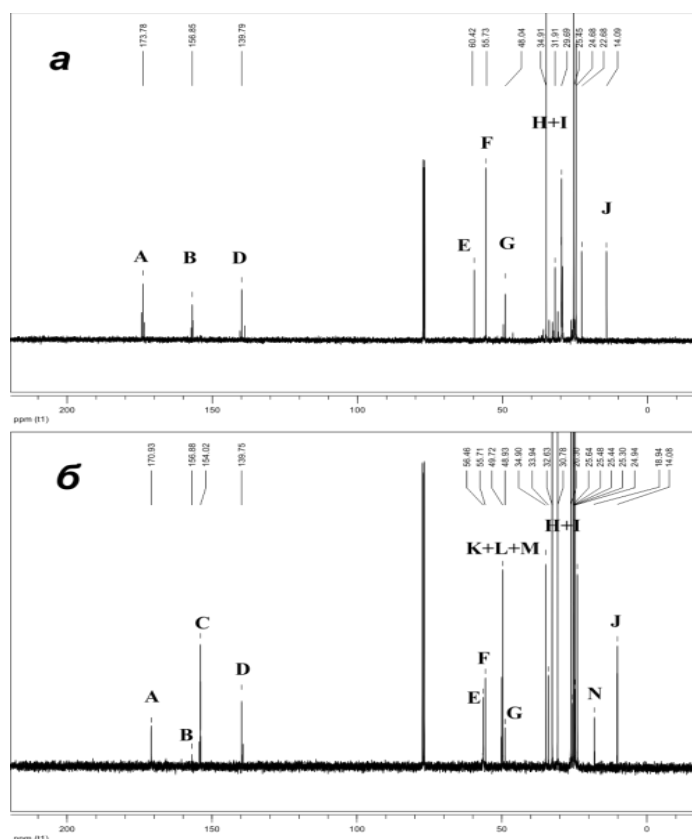 а
173.78 156.85 139.79 60.42 55.73 48.04 34.91 31.91 29.69 25.45 24.68 22.68 14.09
H+I
F
J
E G
A B D
200 150 100 50 0
ppm (t1)
б
170.93 156.88 154.02 139.75 56.46 55.71 49.72 48.93 34.90 33.94 32.63 30.78 25.64 25.48 25.44 25.30 24.94 18.94 14.08
H+I
K+L+M
C J
F
D
A E N
G
B
200 150 100 50 0
ppm (t1)